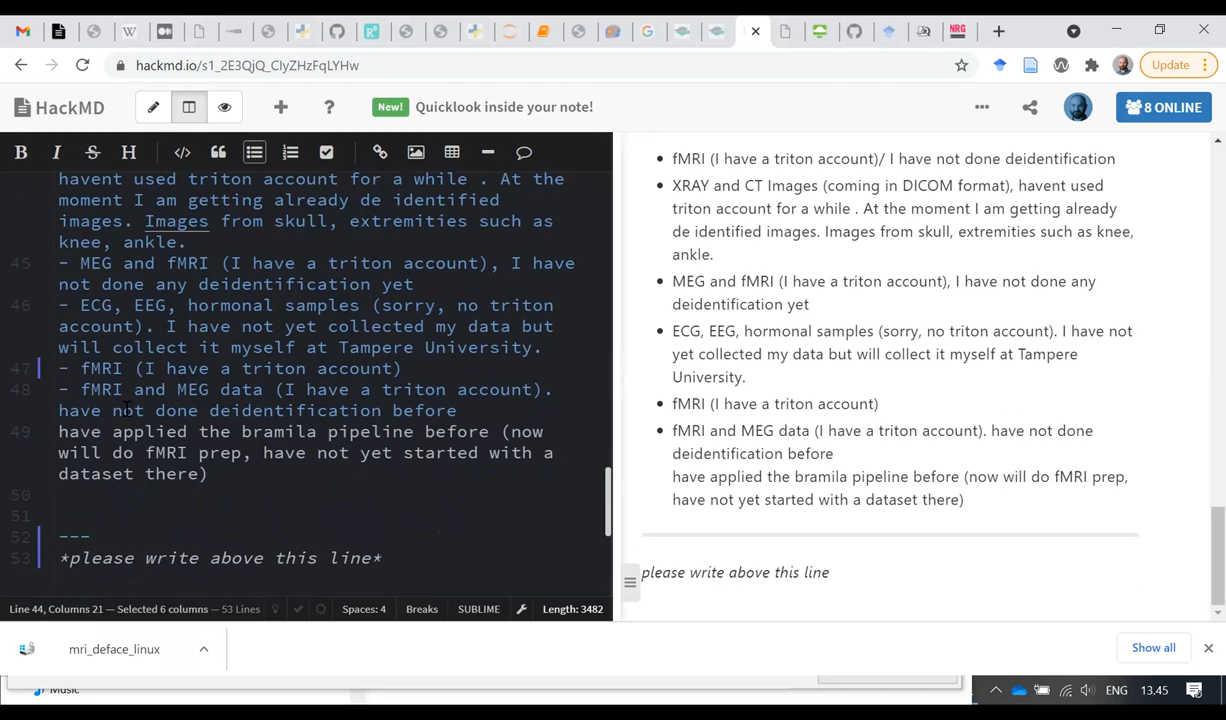 hackmd.io/s1_2E3QjQ_CIyZHzFqLYHw
Update
HackMD
New! Quicklook inside your note!
8 ONLINE
B I S H
havent used triton account for a while . At the
moment I am getting already de identified
images. Images from skull, extremities such as
knee, ankle.
45 - MEG and fMRI (I have a triton account), I have
not done any deidentification yet
46 - ECG, EEG, hormonal samples (sorry, no triton
account). I have not yet collected my data but
will collect it myself at Tampere University.
47 - fMRI (I have a triton account)
48 - fMRI and MEG data (I have a triton account).
have not done deidentification before
49 have applied the bramila pipeline before (now
will do fMRI prep, have not yet started with a
dataset there)
50
51
52 ---
53 *please write above this line*
Line 44, Columns 21 — Selected 6 columns — 53 Lines
Spaces: 4 Breaks SUBLIME Length: 3482
fMRI (I have a triton account)/ I have not done deidentification
XRAY and CT Images (coming in DICOM format), havent used
triton account for a while . At the moment I am getting already
de identified images. Images from skull, extremities such as knee,
ankle.
MEG and fMRI (I have a triton account), I have not done any
deidentification yet
ECG, EEG, hormonal samples (sorry, no triton account). I have not
yet collected my data but will collect it myself at Tampere
University.
fMRI (I have a triton account)
fMRI and MEG data (I have a triton account). have not done
deidentification before
have applied the bramila pipeline before (now will do fMRI prep,
have not yet started with a dataset there)
please write above this line
mri_deface_linux
Show all
Music
ENG 13.45
NRG